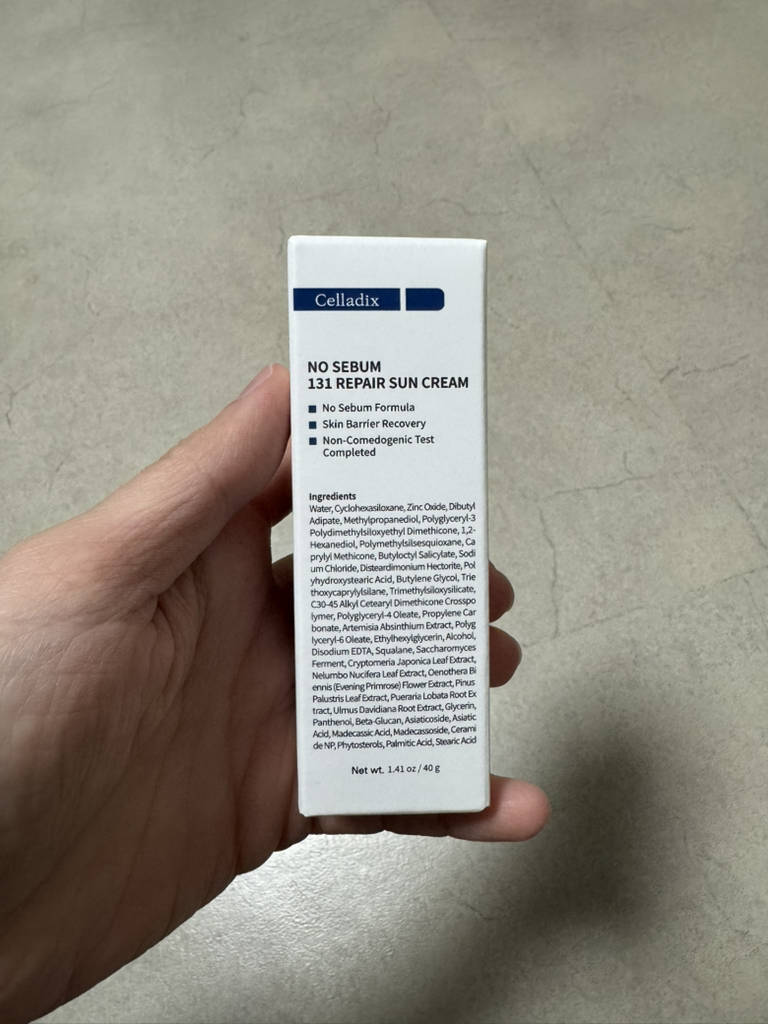 Celladix
NO SEBUM
131 REPAIR SUN CREAM
No Sebum Formula
Skin Barrier Recovery
Non-Comedogenic Test
Completed
Ingredients
Water, Cyclohexasiloxane, Zinc Oxide, Dibutyl
Adipate, Methylpropanediol, Polyglyceryl-3
Polydimethylsiloxyethyl Dimethicone, 1,2-
Hexanediol, Polymethylsilsesquioxane, Ca
prylyl Methicone, Butyloctyl Salicylate, Sodi
um Chloride, Disteardimonium Hectorite, Pol
yhydroxystearic Acid, Butylene Glycol, Trie
thoxycaprylylsilane, Trimethylsiloxysilicate,
C30-45 Alkyl Cetearyl Dimethicone Crosspo
lymer, Polyglyceryl-4 Oleate, Propylene Car
bonate, Artemisia Absinthium Extract, Polyg
lyceryl-6 Oleate, Ethylhexylglycerin, Alcohol,
Disodium EDTA, Squalane, Saccharomyces
Ferment, Cryptomeria Japonica Leaf Extract,
Nelumbo Nucifera Leaf Extract, Oenothera Bi
ennis (Evening Primrose) Flower Extract, Pinus
Palustris Leaf Extract, Pueraria Lobata Root Ex
tract, Ulmus Davidiana Root Extract, Glycerin,
Panthenol, Beta-Glucan, Asiaticoside, Asiatic
Acid, Madecassic Acid, Madecassoside, Cerami
de NP, Phytosterols, Palmitic Acid, Stearic Acid
Net wt. 1.41 oz / 40 g